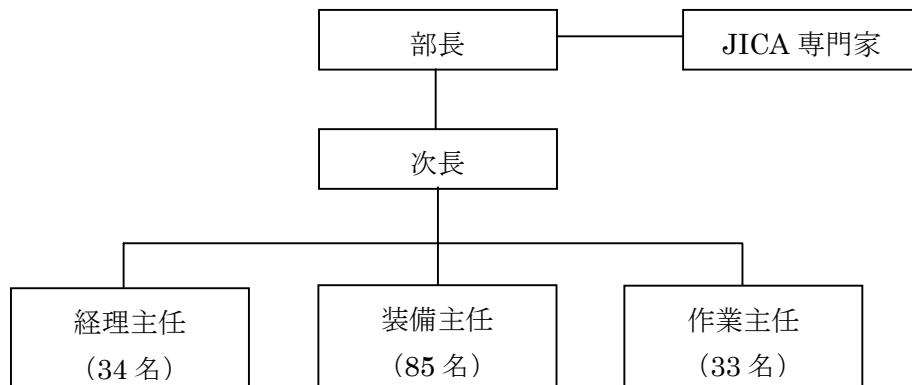 部長
JICA 専門家
次長
経理主任
(34 名)
装備主任
(85 名)
作業主任
(33 名)